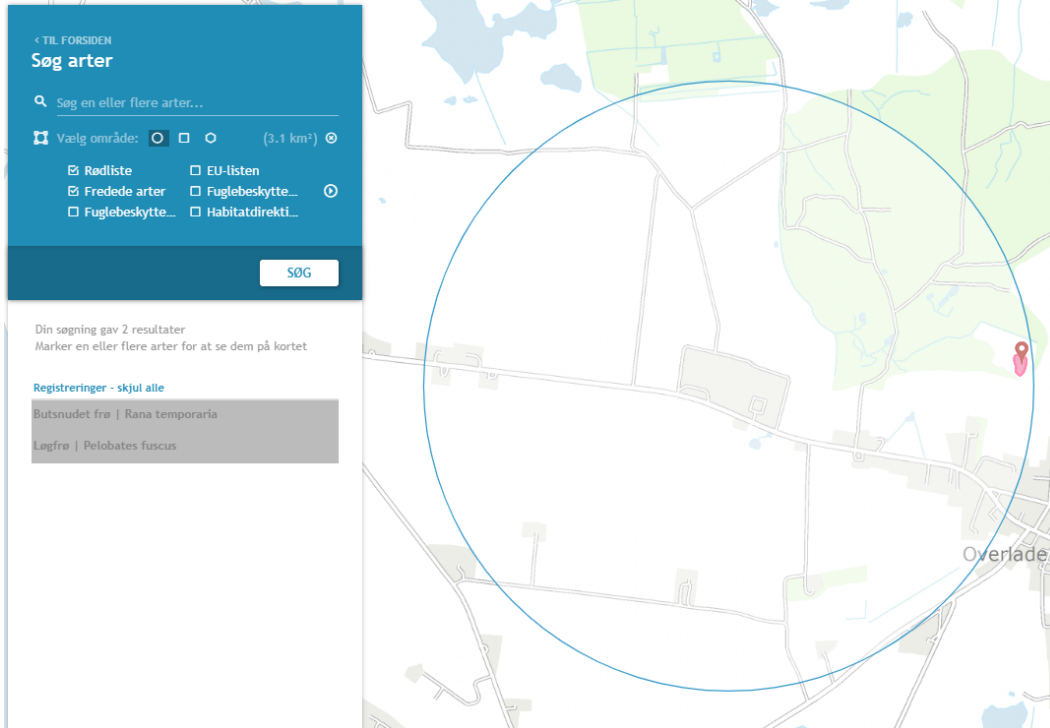 < TIL FORSIDEN
Søg arter
Søg en eller flere arter...
Vælg område: (3.1 km²)
Rødliste EU-listen
Fredede arter Fuglebeskytte...
Fuglebeskytte... Habitatdirekti...
SØG
Din søgning gav 2 resultater
Marker en eller flere arter for at se dem på kortet
Registreringer - skjul alle
Butsnudet frø | Rana temporaria
Løgfrø | Pelobates fuscus
Overlade